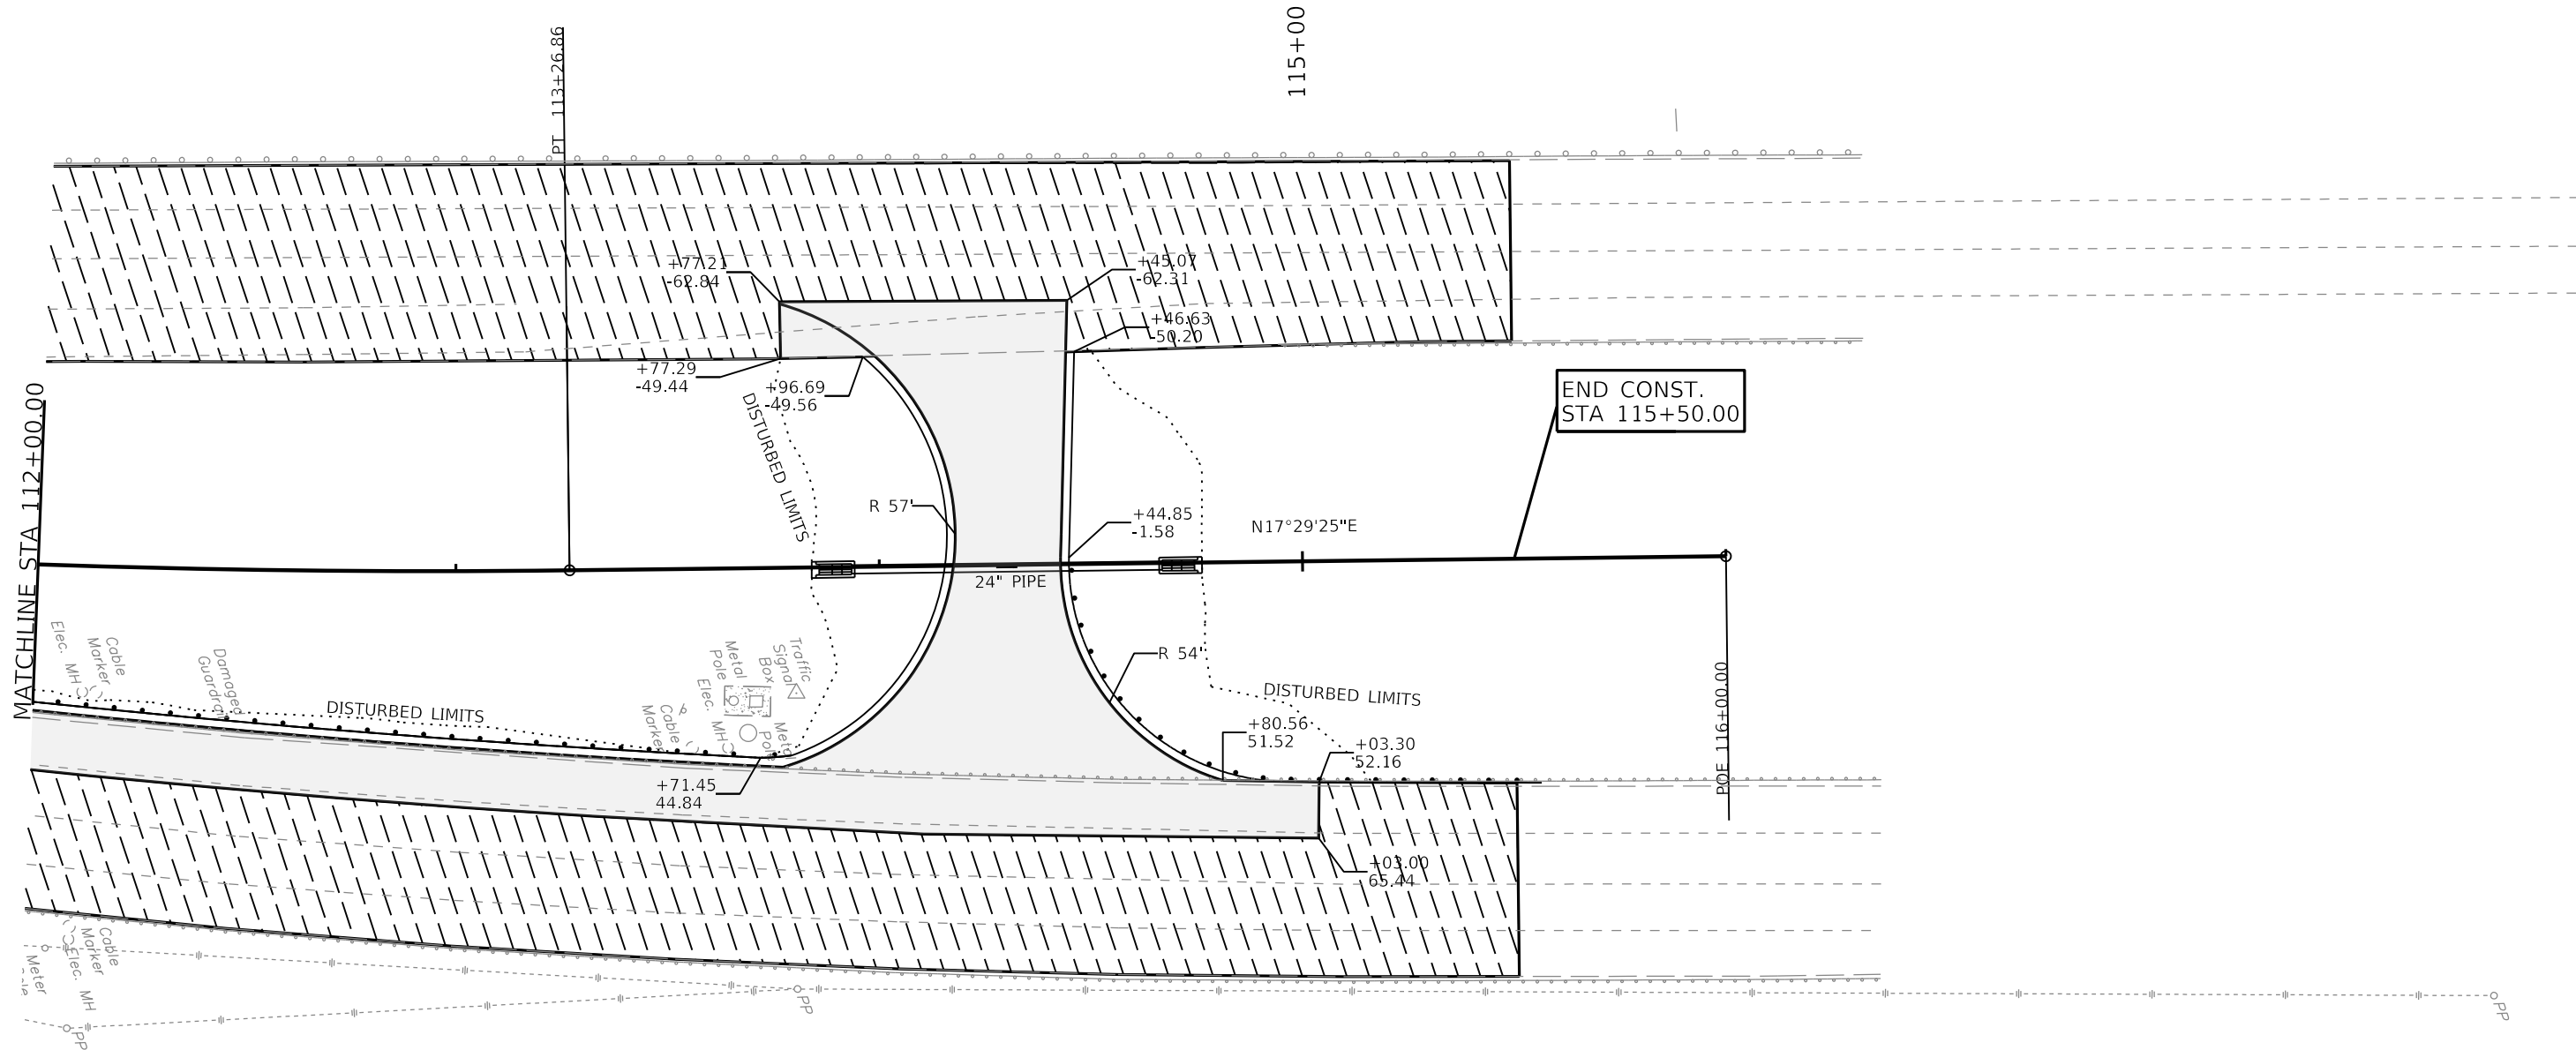 PT 113+26.86
115+00
+77.21
-62.84
+45.07
-62.31
+46.63
-50.20
+77.29
-49.44
+96.69
-49.56
DISTURBED LIMITS
END CONST.
STA 115+50.00
MATCHLINE STA 112+00.00
R 57'
+44.85
-1.58
N17°29'25"E
24" PIPE
Elec. MH
Cable
Marker
Damaged
Guardrail
DISTURBED LIMITS
Metal
Pole
Traffic
Signal
Box
Elec. MH
Cable
Marker
Metal
Pole
R 54'
DISTURBED LIMITS
+80.56
51.52
+03.30
52.16
POE 116+00.00
+71.45
44.84
+03.00
65.44
Cable
Marker
Elec. MH
Meter
PP
PP
PP